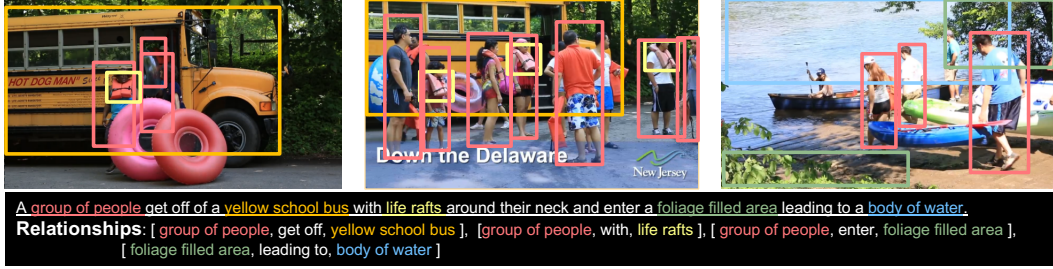 HOT DOG MAN"
Down the Delaware
New Jersey
A group of people get off of a yellow school bus with life rafts around their neck and enter a foliage filled area leading to a body of water.
Relationships: [ group of people, get off, yellow school bus ], [group of people, with, life rafts ], [ group of people, enter, foliage filled area ],
[ foliage filled area, leading to, body of water ]